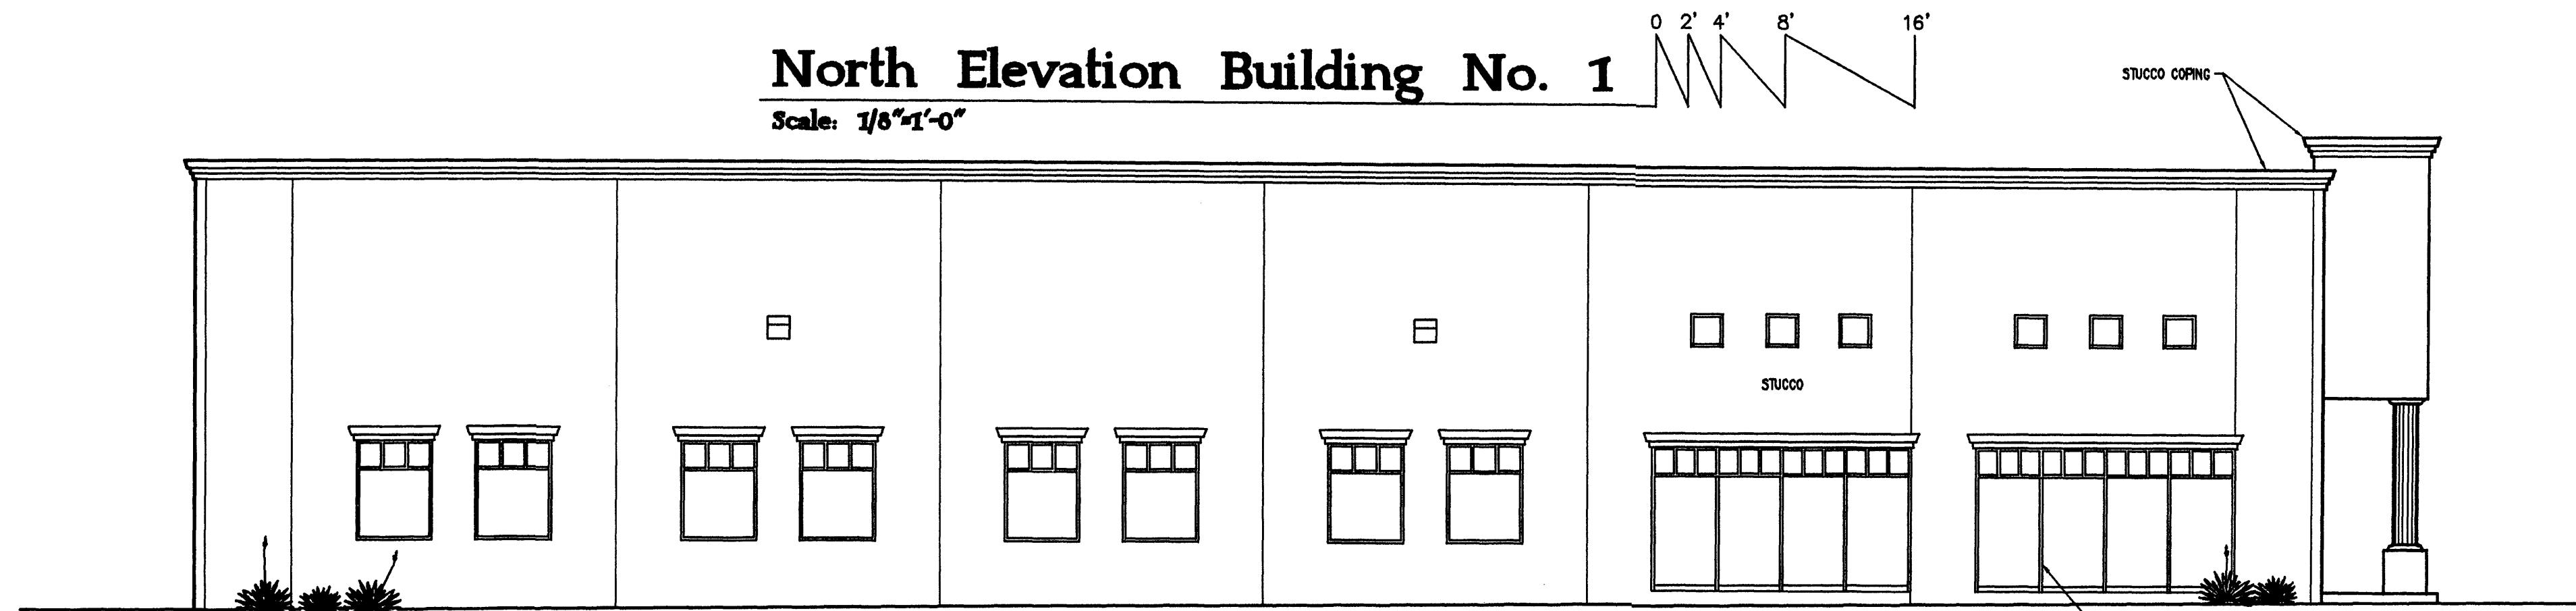 0 2' 4' 8' 16'
North Elevation Building No. 1
Scale: 1/8"=1'-0"
STUCCO COPING
STUCCO